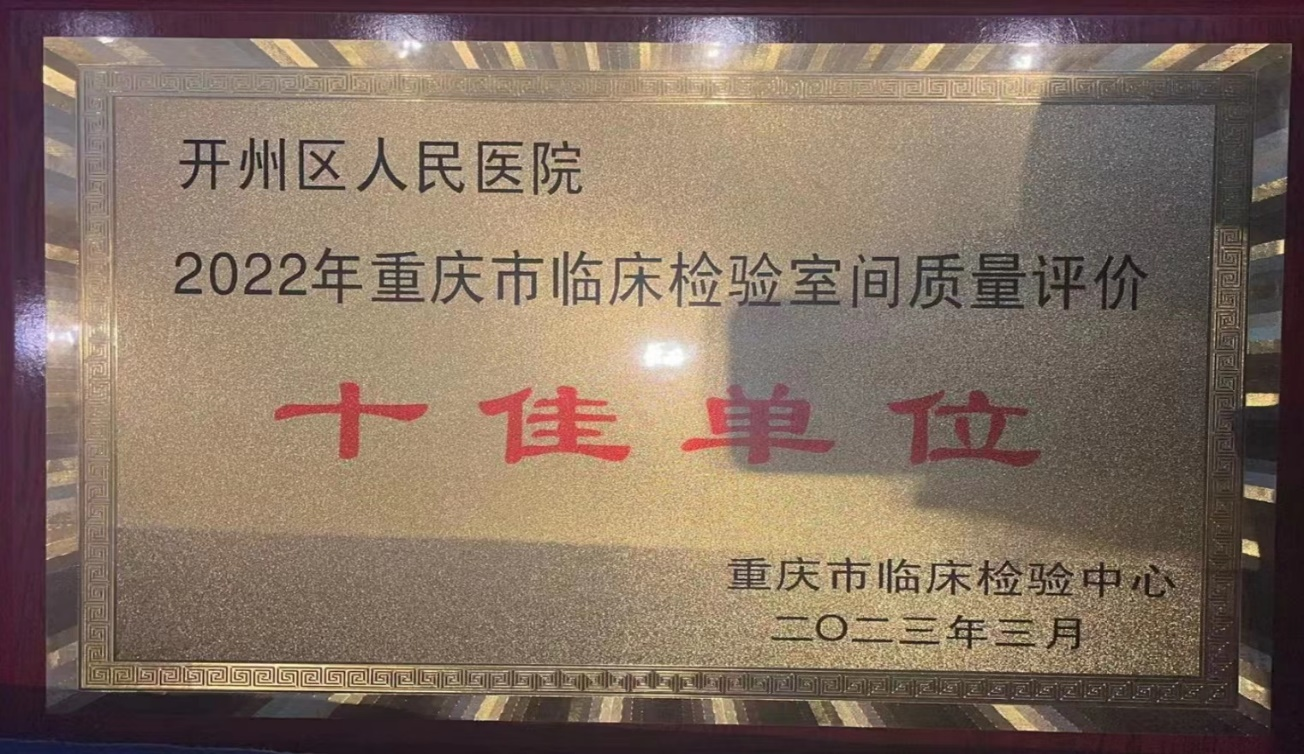 开州区人民医院
2022年重庆市临床检验室间质量评价
十佳单位
重庆市临床检验中心
二〇二三年三月